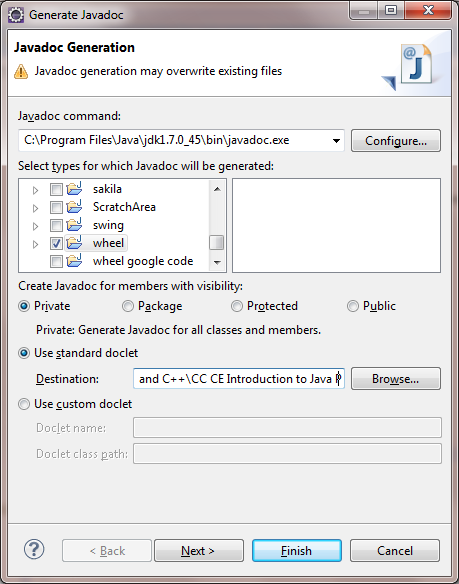 Generate Javadoc
Javadoc Generation
Javadoc generation may overwrite existing files
J
Javadoc command:
C:\Program Files\Java\jdk1.7.0_45\bin\javadoc.exe
Configure...
Select types for which Javadoc will be generated:
sakila
ScratchArea
swing
wheel
wheel google code
Create Javadoc for members with visibility:
Private Package Protected Public
Private: Generate Javadoc for all classes and members.
Use standard doclet
Destination: and C++\CC CE Introduction to Java Browse...
Use custom doclet
Doclet name:
Doclet class path:
? < Back Next > Finish Cancel